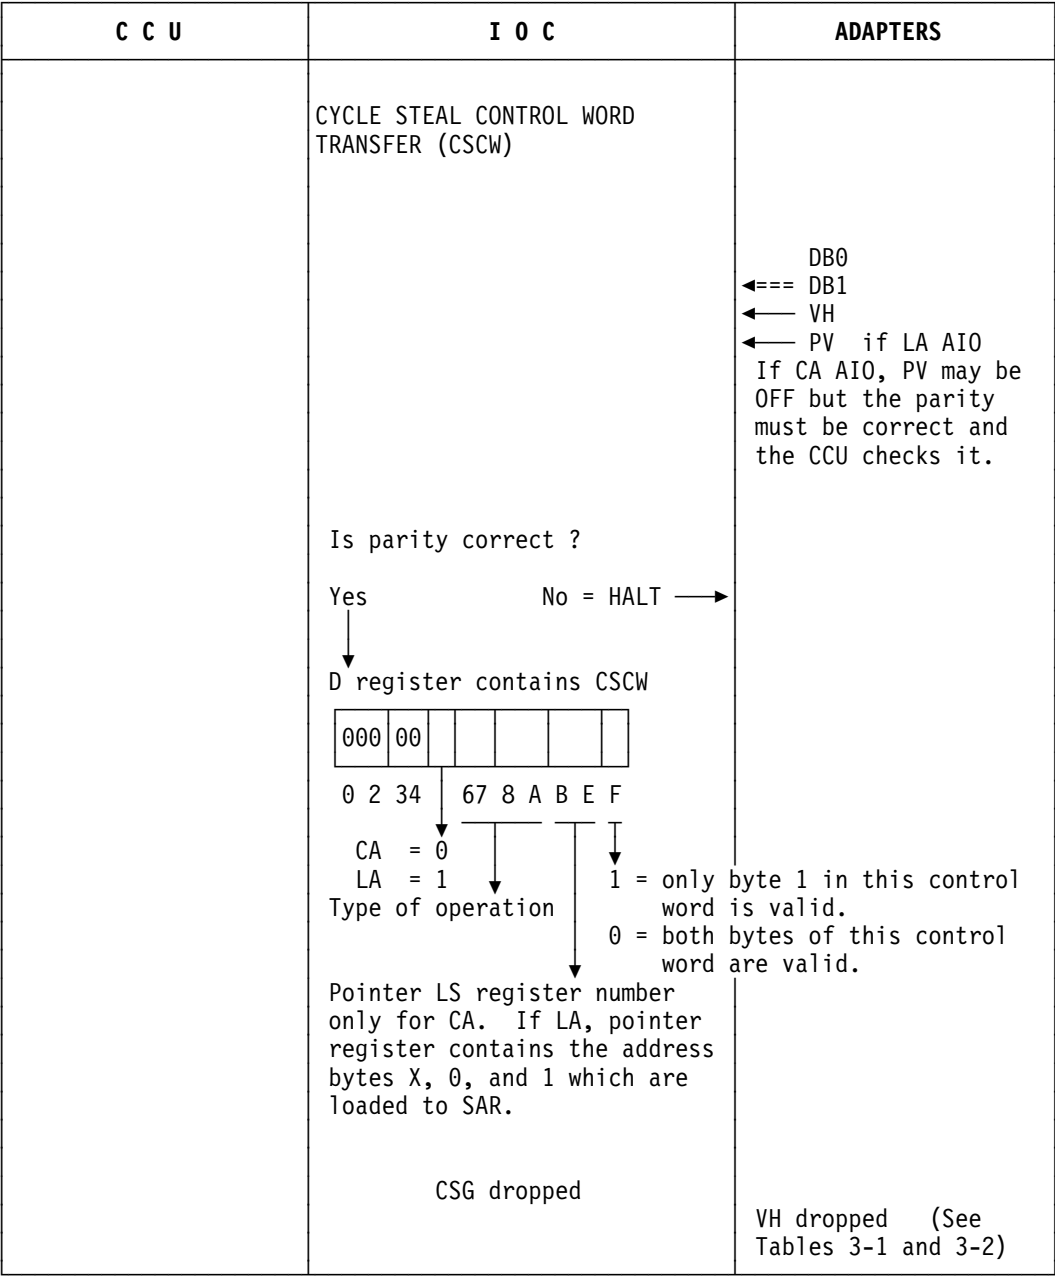 C C U I O C ADAPTERS
CYCLE STEAL CONTROL WORD
TRANSFER (CSCW)
DB0
=== DB1
VH
PV if LA AIO
If CA AIO, PV may be
OFF but the parity
must be correct and
the CCU checks it.
Is parity correct ?
Yes No = HALT
D register contains CSCW
000 00
0 2 34 67 8 A B E F
CA = 0
LA = 1 1 = only byte 1 in this control
Type of operation word is valid.
0 = both bytes of this control
word are valid.
Pointer LS register number
only for CA. If LA, pointer
register contains the address
bytes X, 0, and 1 which are
loaded to SAR.
CSG dropped
VH dropped (See
Tables 3-1 and 3-2)